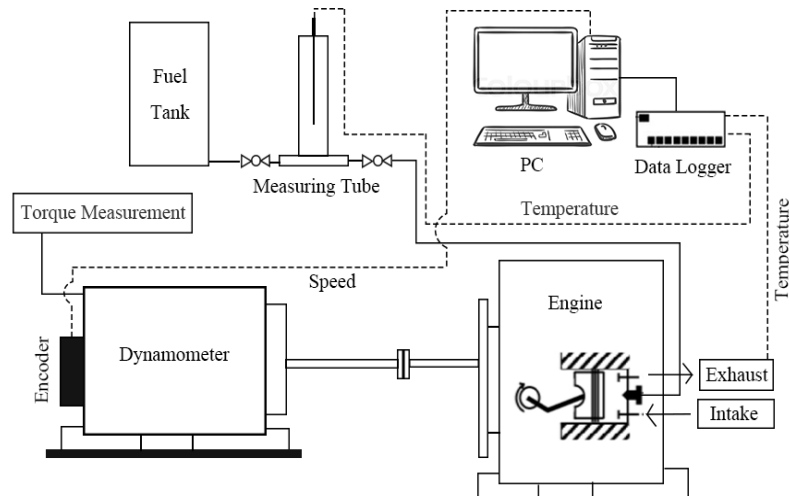 Fuel
Tank
Measuring Tube
PC
Data Logger
Torque Measurement
Temperature
Temperature
Speed
Engine
Encoder
Dynamometer
Exhaust
Intake